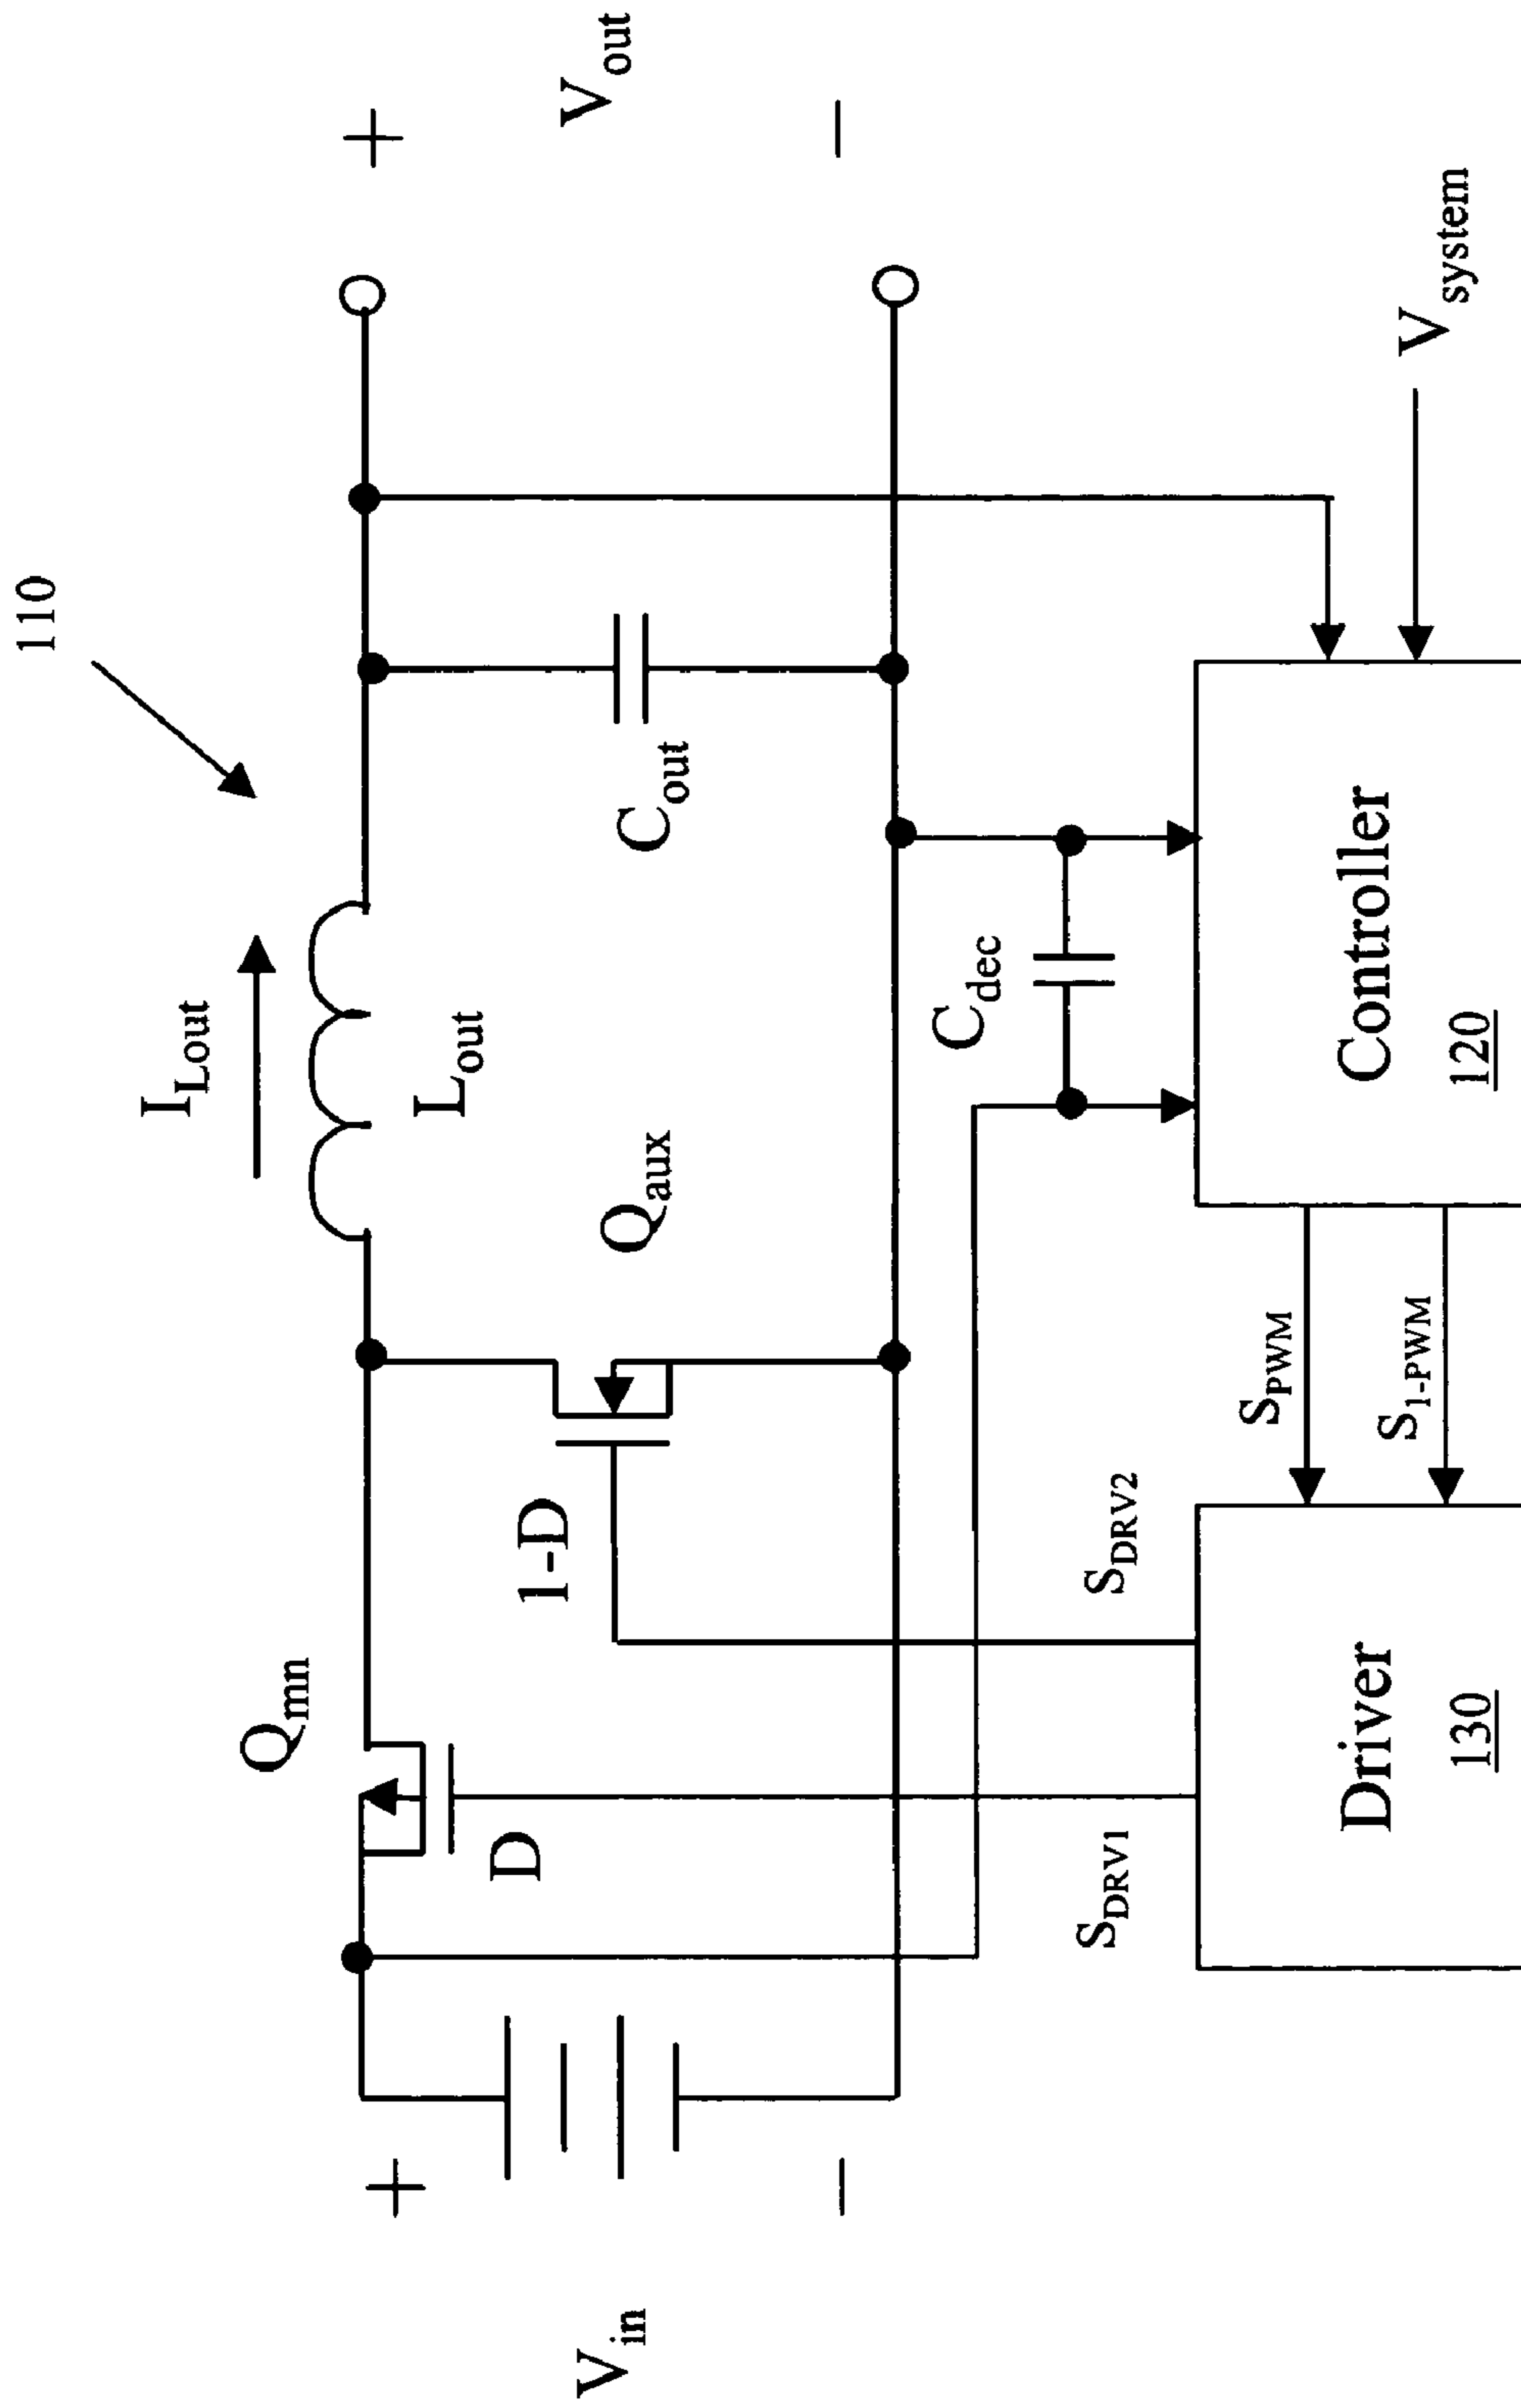 110
I_Lout
Q_mn
L_out
Q_aux
C_out
V_out
+
+
D
1-D
V_in
−
−
C_dec
S_DRV1
S_DRV2
S_PWM
S_1-PWM
V_system
Driver
130
Controller
120